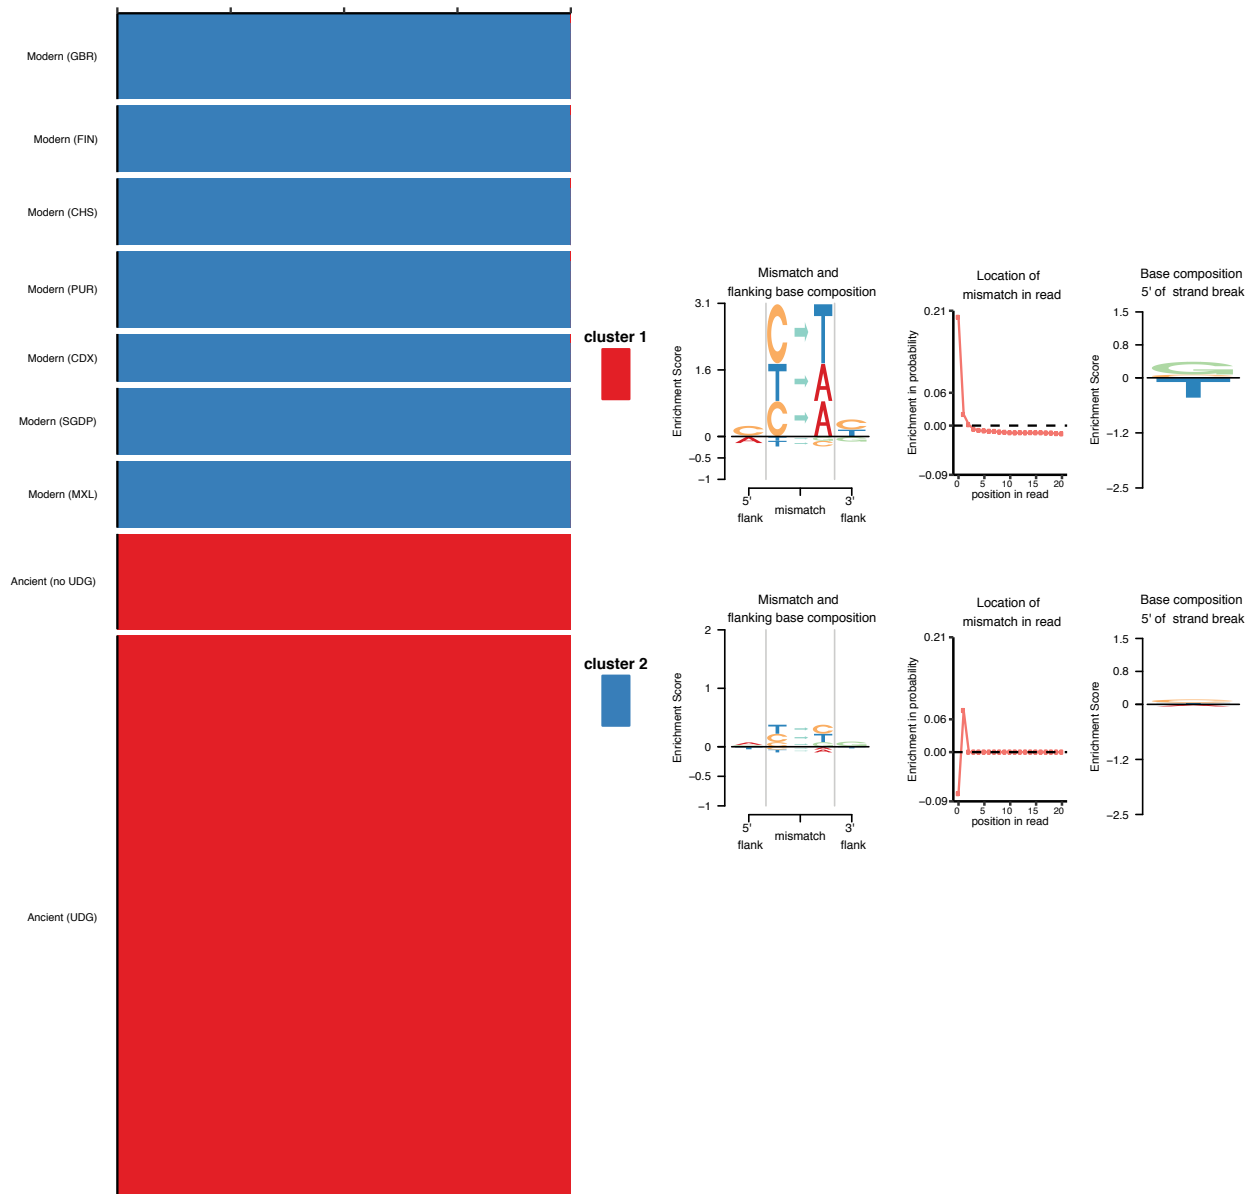 Modern (GBR)
Modern (FIN)
Modern (CHS)
Modern (PUR)
Modern (CDX)
Modern (SGDP)
Modern (MXL)
Ancient (no UDG)
Ancient (UDG)
cluster 1
Mismatch and
flanking base composition
Enrichment Score
3.1
1.6
0
−0.5
−1
C T
T A
C A
C
A
T
C
C
T
G
5'
flank
mismatch
3'
flank
Location of
mismatch in read
Enrichment in probability
0.21
0.06
0.00
−0.09
0 5 10 15 20
position in read
Base composition
5' of strand break
Enrichment Score
1.5
0.8
0
−1.2
−2.5
G
T
cluster 2
Mismatch and
flanking base composition
Enrichment Score
2
1
0
−0.5
−1
T C
C T
5'
flank
mismatch
3'
flank
Location of
mismatch in read
Enrichment in probability
0.21
0.06
0.00
−0.09
0 5 10 15 20
position in read
Base composition
5' of strand break
Enrichment Score
1.5
0.8
0
−1.2
−2.5